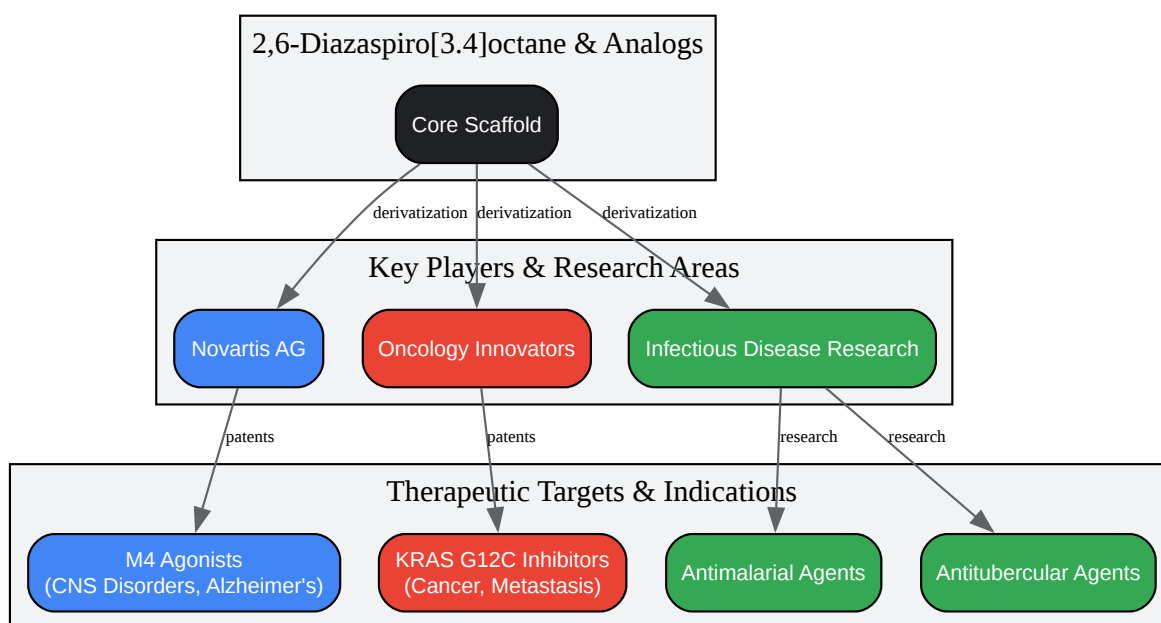 2,6-Diazaspiro[3.4]octane & Analogs
Core Scaffold
derivatization
derivatization
derivatization
Key Players & Research Areas
Novartis AG
Oncology Innovators
Infectious Disease Research
patents
patents
research
research
Therapeutic Targets & Indications
M4 Agonists
(CNS Disorders, Alzheimer's)
KRAS G12C Inhibitors
(Cancer, Metastasis)
Antimalarial Agents
Antitubercular Agents